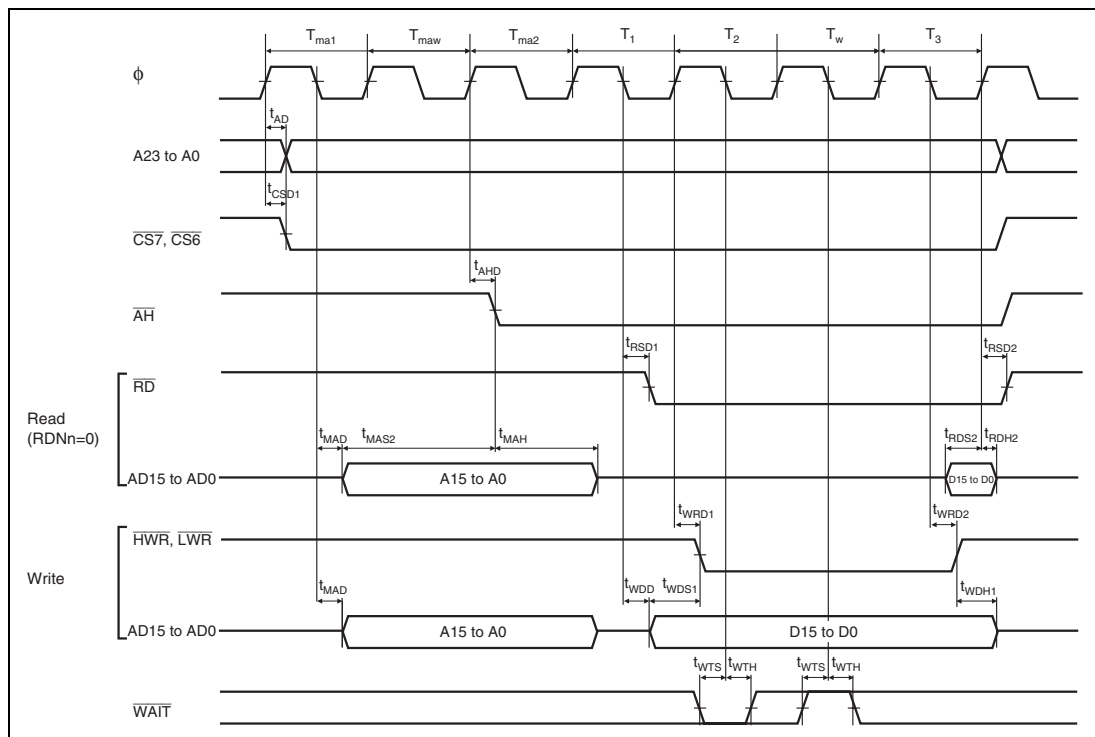 Tma1 Tmaw Tma2 T1 T2 Tw T3
ϕ
tAD
A23 to A0
tCSD1
CS7, CS6
tAHD
AH
tRSD1 tRSD2
RD
Read
(RDNn=0)
tMAD tMAS2 tMAH tRDS2 tRDH2
AD15 to AD0 A15 to A0 D15 to D0
tWRD1 tWRD2
HWR, LWR
Write
tMAD tWDD tWDS1 tWDH1
AD15 to AD0 A15 to A0 D15 to D0
tWTS tWTH tWTS tWTH
WAIT